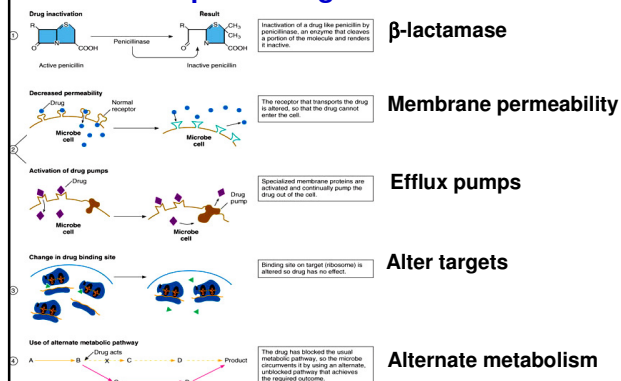 Drug inactivation
Result
R
S
CH3
CH3
O
N
COOH
Penicillinase
R
S
CH3
CH3
O
COOH
Active penicillin
Inactive penicillin
1
Inactivation of a drug like penicillin by
penicillinase, an enzyme that cleaves
a portion of the molecule and renders
it inactive.
β-lactamase
Decreased permeability
Drug
Normal
receptor
Microbe
cell
Microbe
cell
2
The receptor that transports the drug
is altered, so that the drug cannot
enter the cell.
Membrane permeability
Activation of drug pumps
Drug
Drug
pump
Microbe
cell
Microbe
cell
Specialized membrane proteins are
activated and continually pump the
drug out of the cell.
Efflux pumps
Change in drug binding site
3
Binding site on target (ribosome) is
altered so drug has no effect.
Alter targets
Use of alternate metabolic pathway
Drug acts
4
A B X C D Product
The drug has blocked the usual
metabolic pathway, so the microbe
circumvents it by using an alternate,
unblocked pathway that achieves
the required outcome.
Alternate metabolism